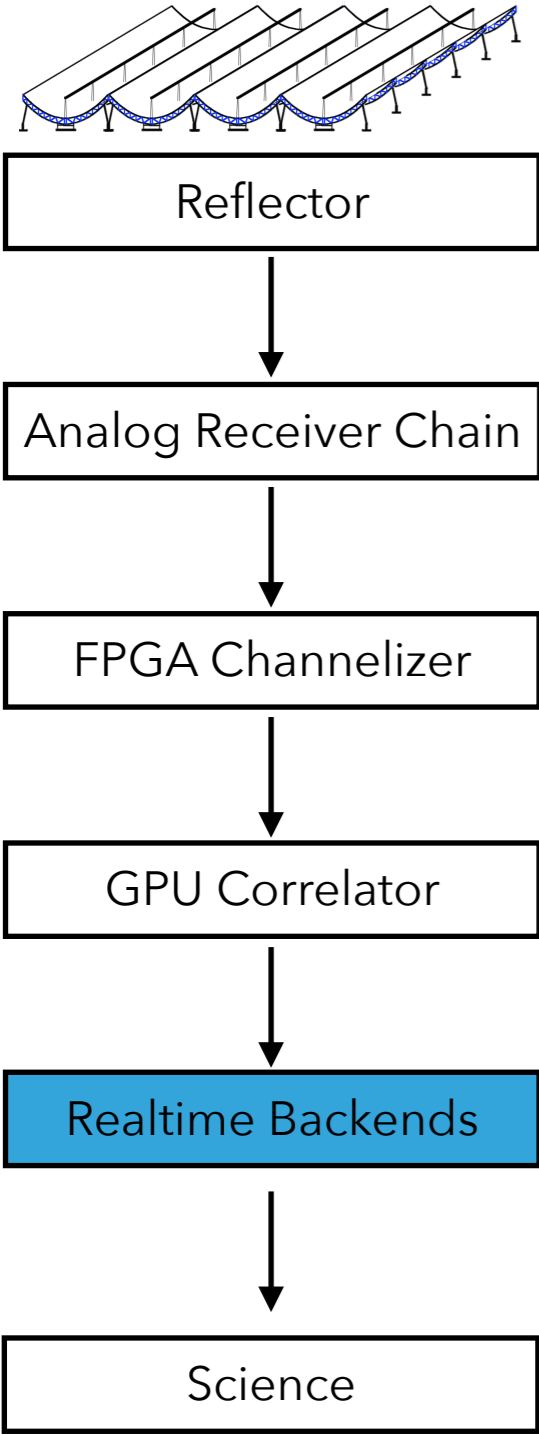 Reflector
Analog Receiver Chain
FPGA Channelizer
GPU Correlator
Realtime Backends
Science